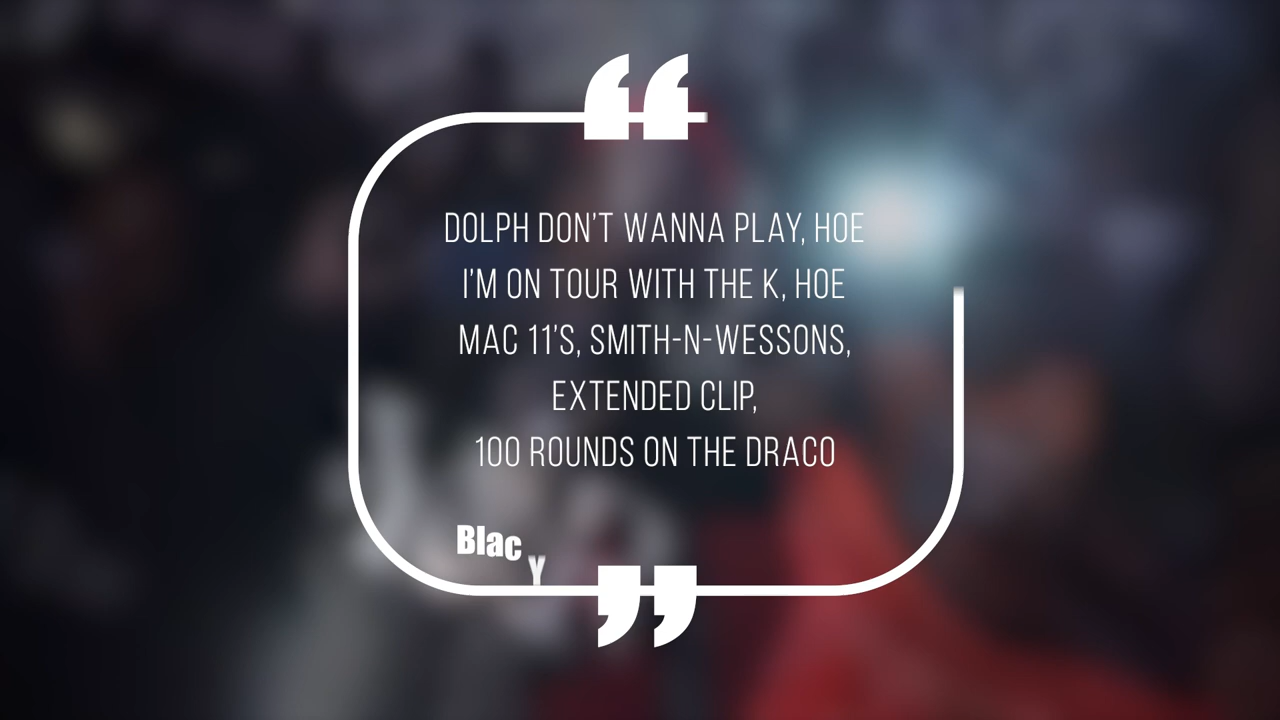 DOLPH DON'T WANNA PLAY, HOE
I'M ON TOUR WITH THE K, HOE
MAC 11'S, SMITH-N-WESSONS,
EXTENDED CLIP,
100 ROUNDS ON THE DRACO
Blac Y